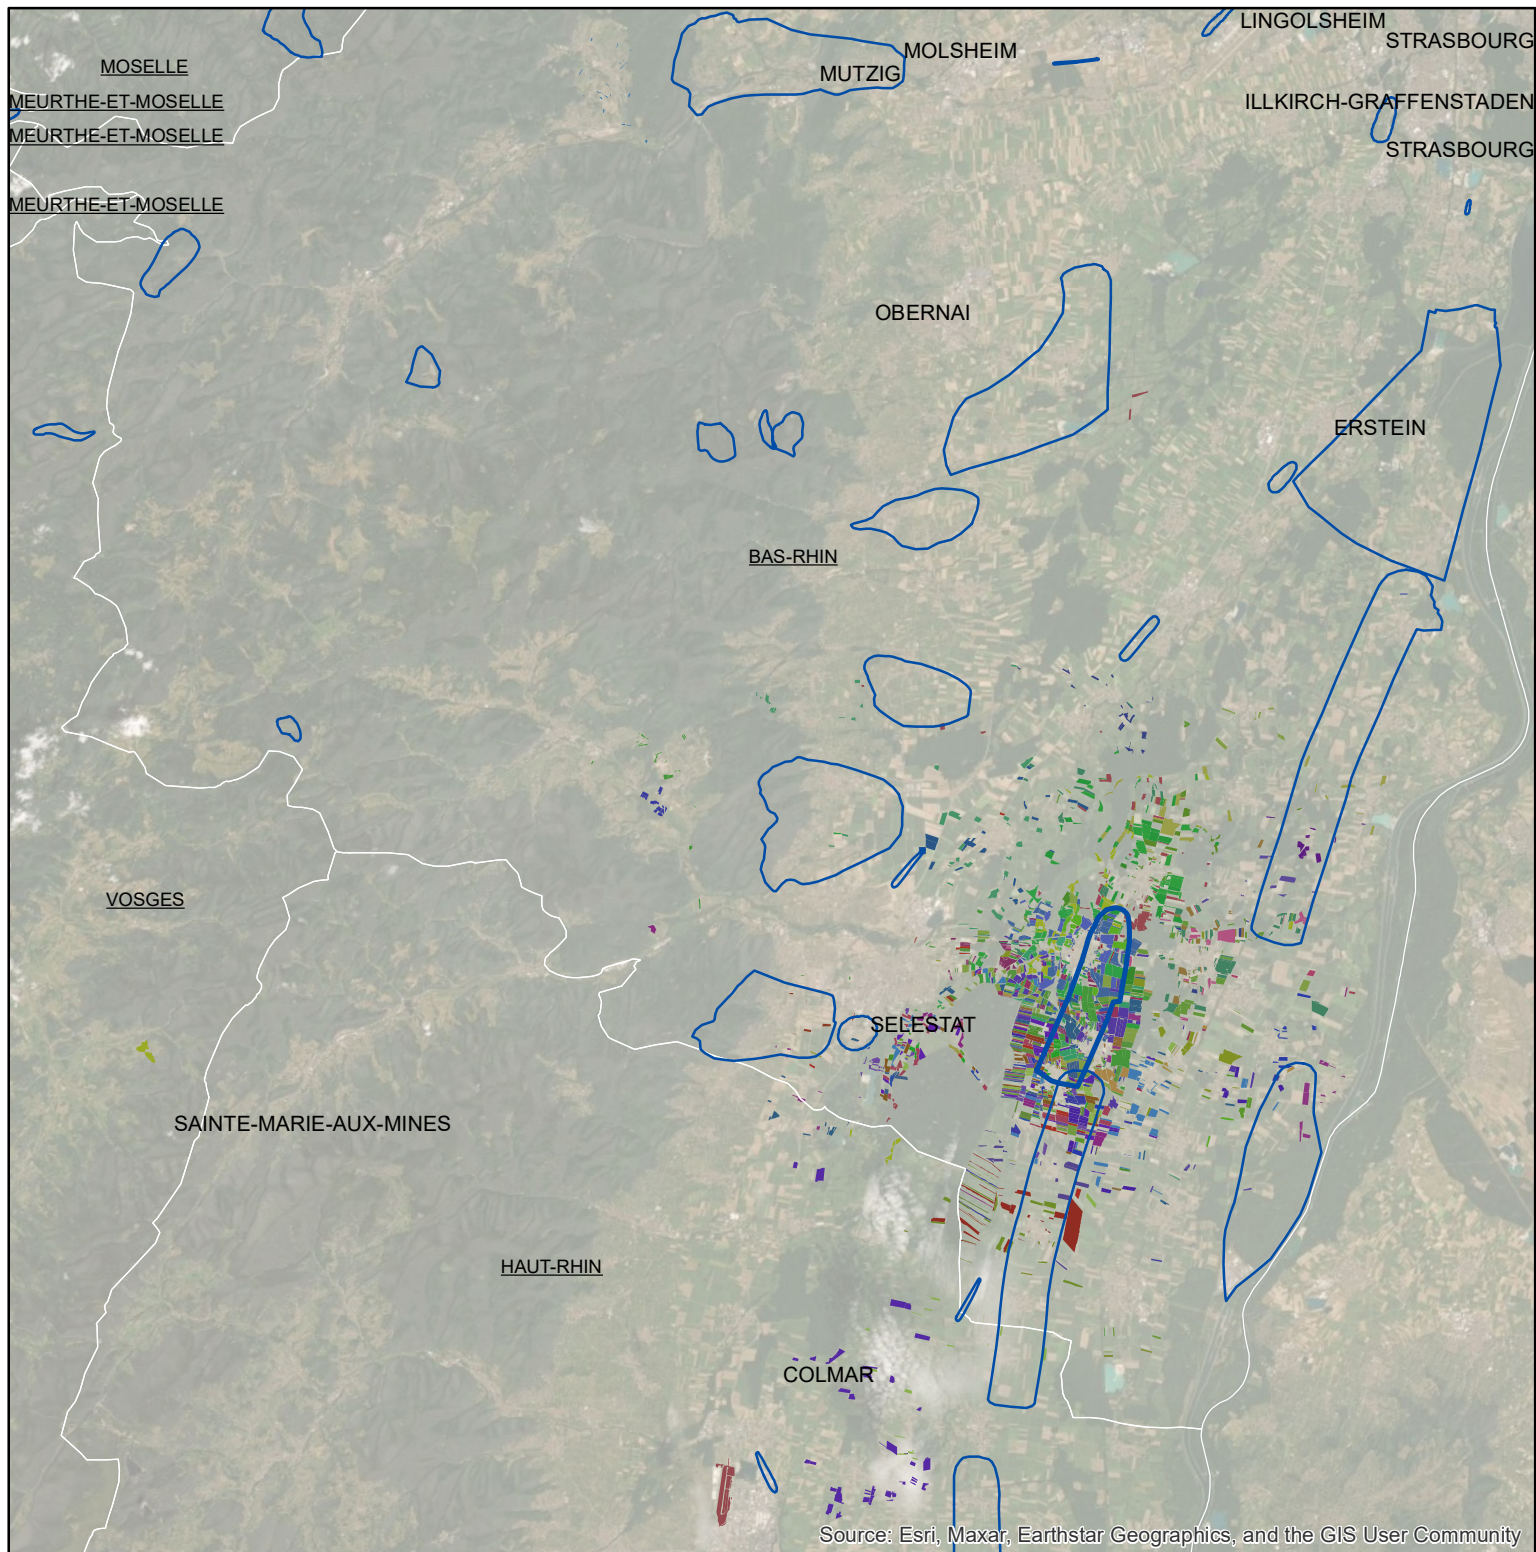 LINGOLSHEIM
STRASBOURG
MOLSHEIM
MOSELLE
MUTZIG
MEURTHE-ET-MOSELLE
ILLKIRCH-GRAFFENSTADEN
MEURTHE-ET-MOSELLE
STRASBOURG
MEURTHE-ET-MOSELLE
OBERNAI
ERSTEIN
BAS-RHIN
VOSGES
SELESTAT
SAINTE-MARIE-AUX-MINES
HAUT-RHIN
COLMAR
Source: Esri, Maxar, Earthstar Geographics, and the GIS User Community